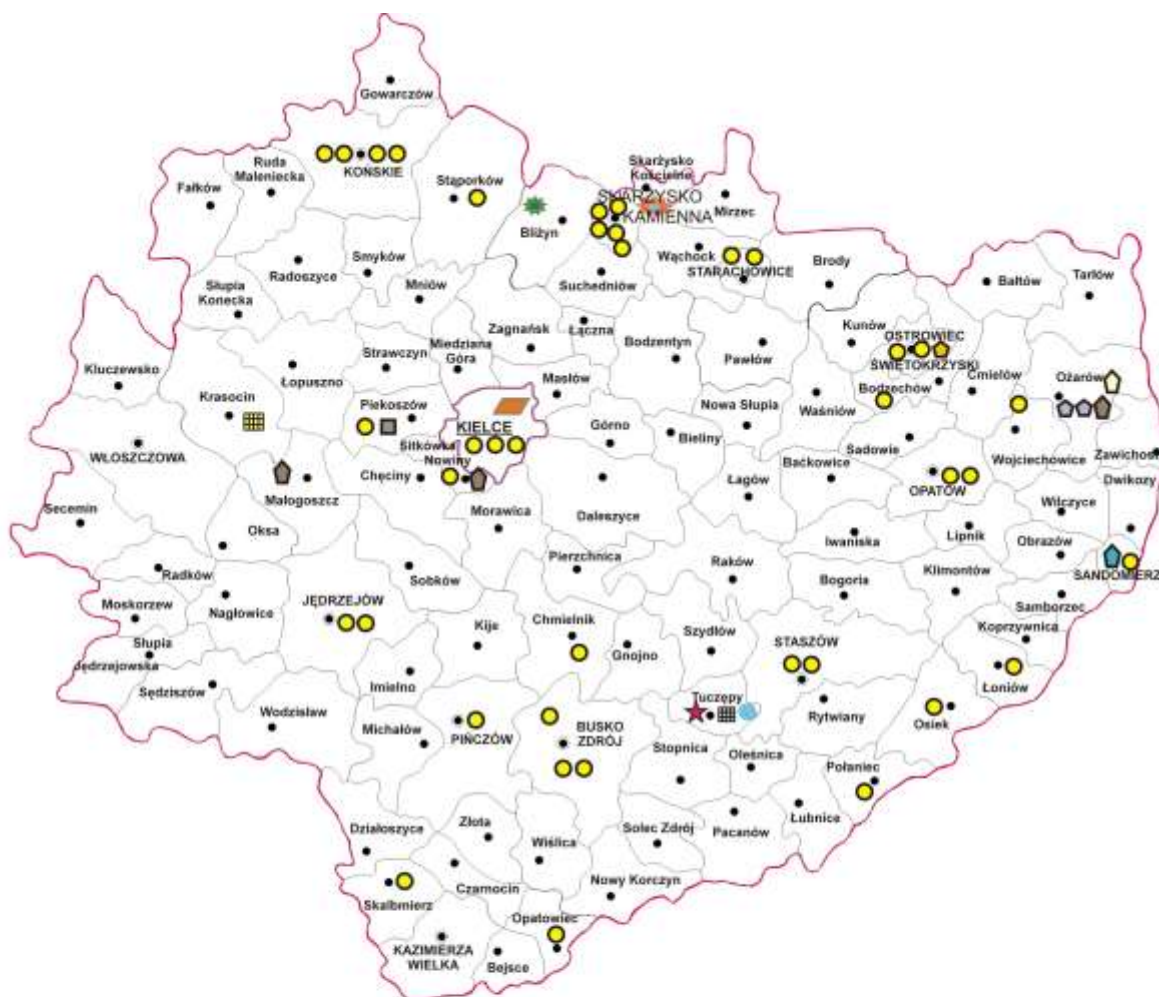 Gowarczów
Skarżysko
Kościelne
Ruda
Maleniecka
KOŃSKIE
Stąporków
Fałków
SKARŻYSKO
KAMIENNA
Mirzec
Bliżyn
Wąchock
STARACHOWICE
Brody
Smyków
Radoszyce
Mniów
Suchedniów
Bałtów
Tarłów
Słupia
Konecka
Zagnańsk
Łączna
Kunów
OSTROWIEC
ŚWIĘTOKRZYSKI
Strawczyn
Miedziana
Góra
Bodzentyn
Pawłów
Kluczewsko
Łopuszno
Masłów
Bodzechów
Ćmielów
Ożarów
Krasocin
Piekoszów
Nowa Słupia
Waśniów
KIELCE
Górno
Bieliny
Sadowie
Wojciechowice
Zawichost
WŁOSZCZOWA
Sitkówka
Nowiny
Chęciny
Baćkowice
Dwikozy
Małogoszcz
Łagów
OPATÓW
Wilczyce
Secemin
Oksa
Morawica
Daleszyce
Iwaniska
Lipnik
Obrazów
Pierzchnica
Radków
Sobków
Raków
Bogoria
Klimontów
SANDOMIERZ
Moskorzew
Nagłowice
JĘDRZEJÓW
Samborzec
Słupia
Jędrzejowska
Kije
Chmielnik
Gnojno
Szydłów
STASZÓW
Koprzywnica
Sędziszów
Imielno
Łoniów
Wodzisław
Michałów
PIŃCZÓW
BUSKO
ZDRÓJ
Tuczępy
Rytwiany
Osiek
Stopnica
Oleśnica
Połaniec
Działoszyce
Złota
Wiślica
Solec Zdrój
Pacanów
Łubnice
Skalbmierz
Czarnocin
Nowy Korczyn
Opatowiec
KAZIMIERZA
WIELKA
Bejsce